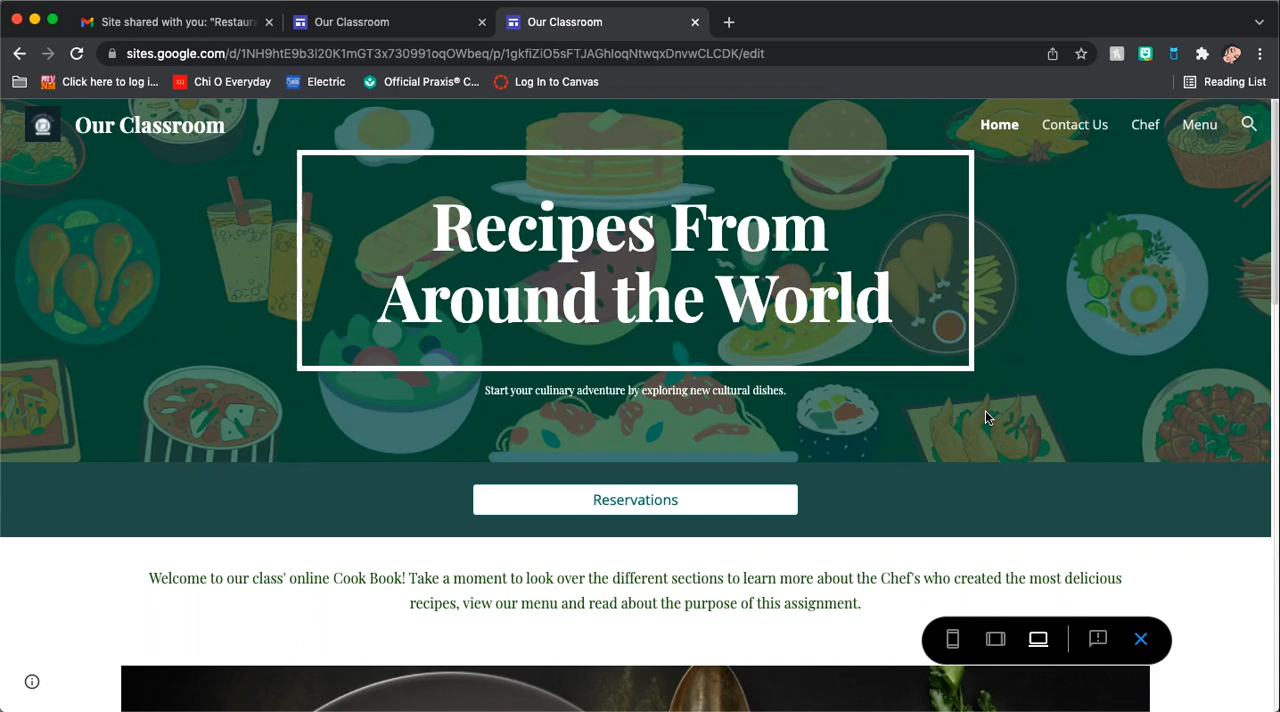 Site shared with you: "Restaur
Our Classroom
Our Classroom
sites.google.com/d/1NH9htE9b3l20K1mGT3x730991oqOWbeq/p/1gkfiZiO5sFTJAGhIoqNtwqxDnvwCLCDK/edit
Click here to log i...
Chi O Everyday
Electric
Official Praxis® C...
Log In to Canvas
Reading List
Our Classroom
Home
Contact Us
Chef
Menu
Recipes From
Around the World
Start your culinary adventure by exploring new cultural dishes.
Reservations
Welcome to our class' online Cook Book! Take a moment to look over the different sections to learn more about the Chef's who created the most delicious
recipes, view our menu and read about the purpose of this assignment.